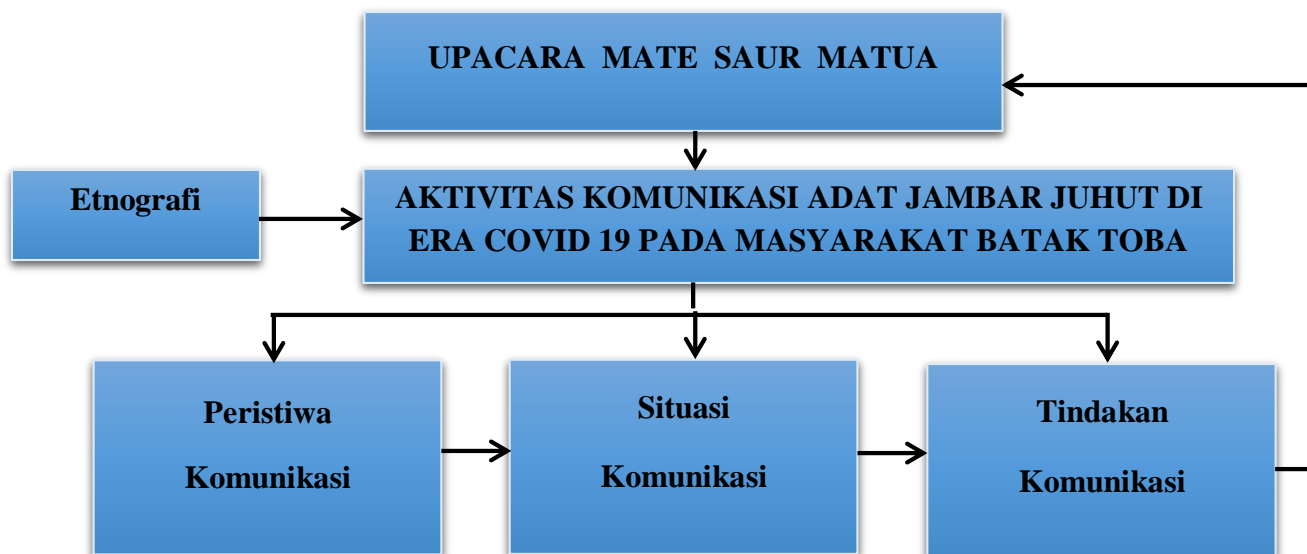 UPACARA MATE SAUR MATUA
Etnografi
AKTIVITAS KOMUNIKASI ADAT JAMBAR JUHUT DI
ERA COVID 19 PADA MASYARAKAT BATAK TOBA
Peristiwa
Komunikasi
Situasi
Komunikasi
Tindakan
Komunikasi